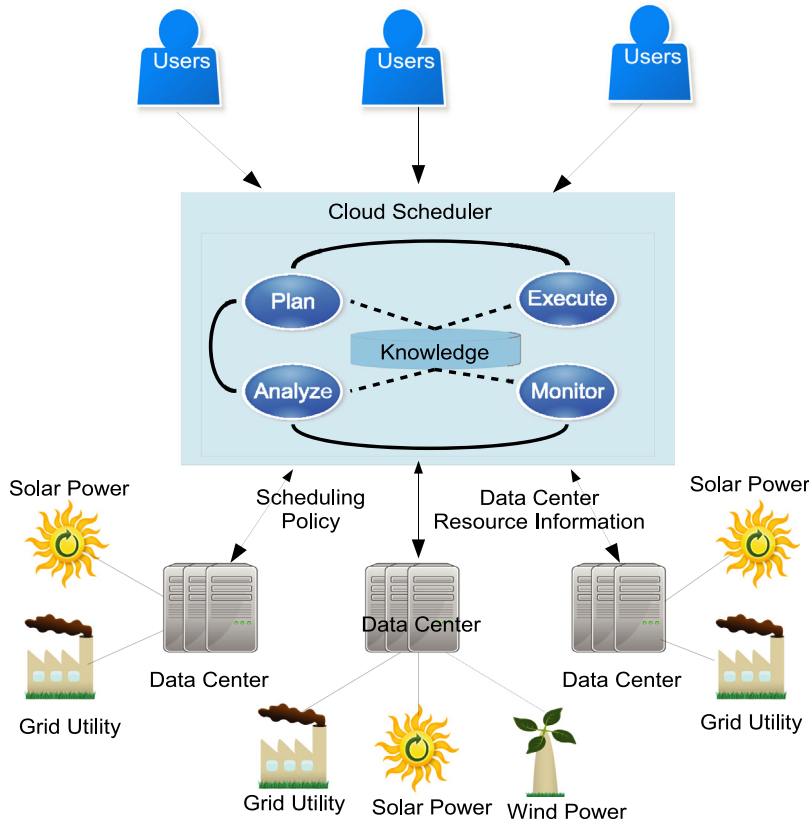 Users
Users
Users
Cloud Scheduler
Plan
Execute
Knowledge
Analyze
Monitor
Solar Power
Scheduling
Policy
Data Center
Resource Information
Solar Power
Data Center
Data Center
Data Center
Grid Utility
Grid Utility
Grid Utility
Solar Power
Wind Power